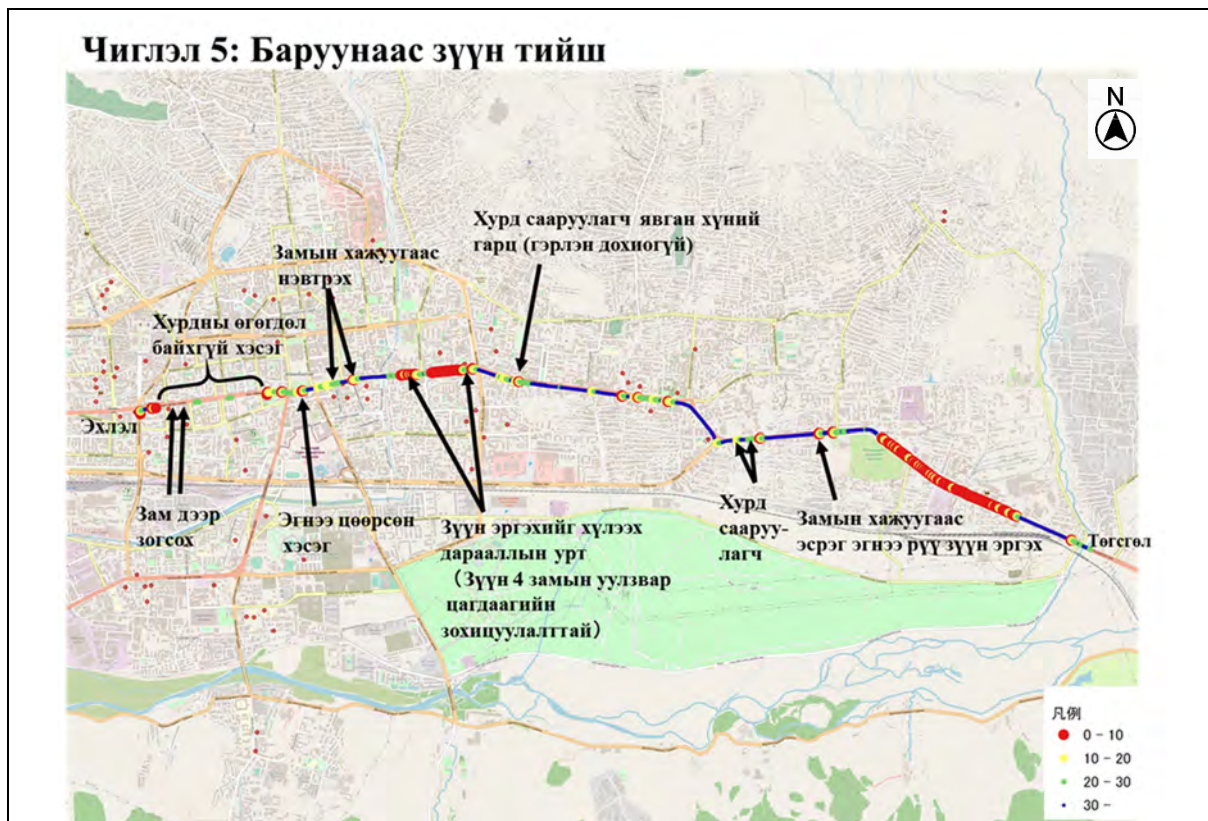 Чиглэл 5: Баруунаас зүүн тийш
N
Хурд сааруулагч явган хүний
гарц (гэрлэн дохиогүй)
Замын хажуугаас
нэвтрэх
Хурдны өгөгдөл
байхгүй хэсэг
Эхлэл
Зам дээр
зогсох
Эгнээ цөөрсөн
хэсэг
Зүүн эргэхийг хүлээх
дарааллын урт
（Зүүн 4 замын уулзвар
цагдаагийн
зохицуулалттай）
Хурд
сааруу-
лагч
Замын хажуугаас
эсрэг эгнээ рүү зүүн эргэх
Төгсгөл
凡例
0 - 10
10 - 20
20 - 30
30 -